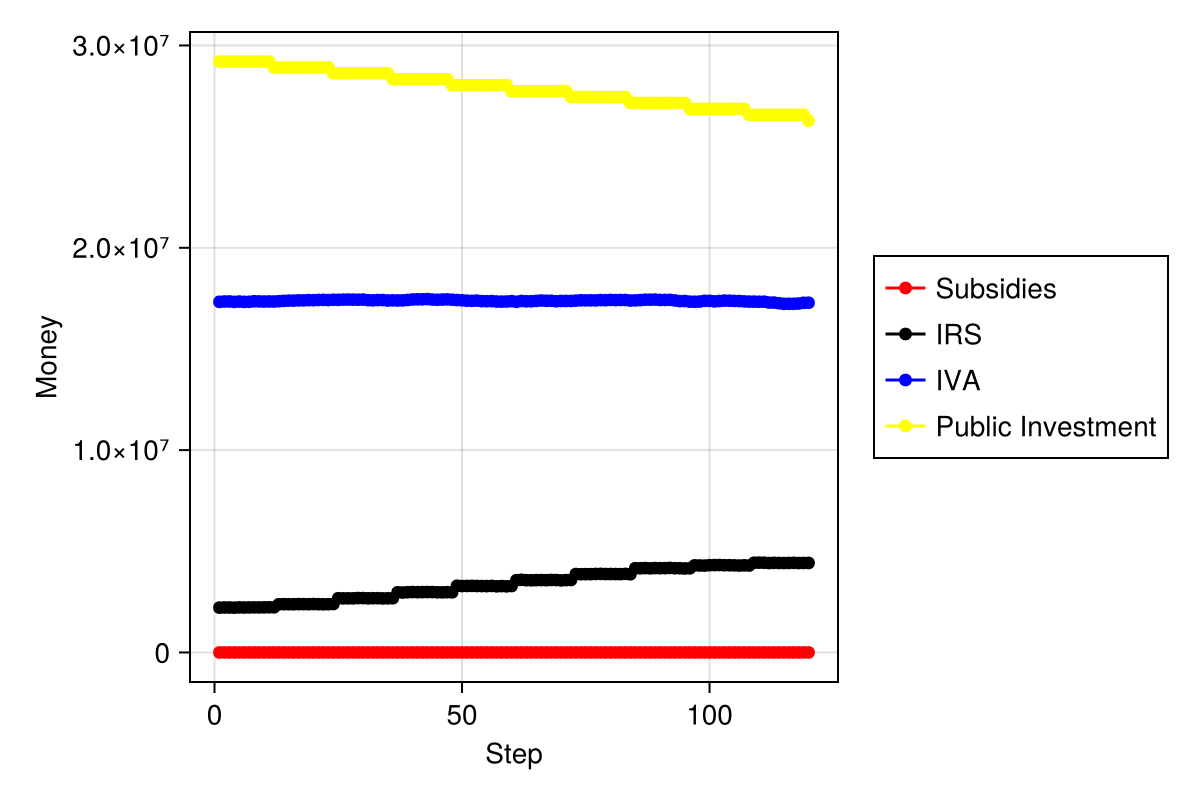 3.0×10⁷
2.0×10⁷
1.0×10⁷
0
Money
0 50 100
Step
Subsidies
IRS
IVA
Public Investment